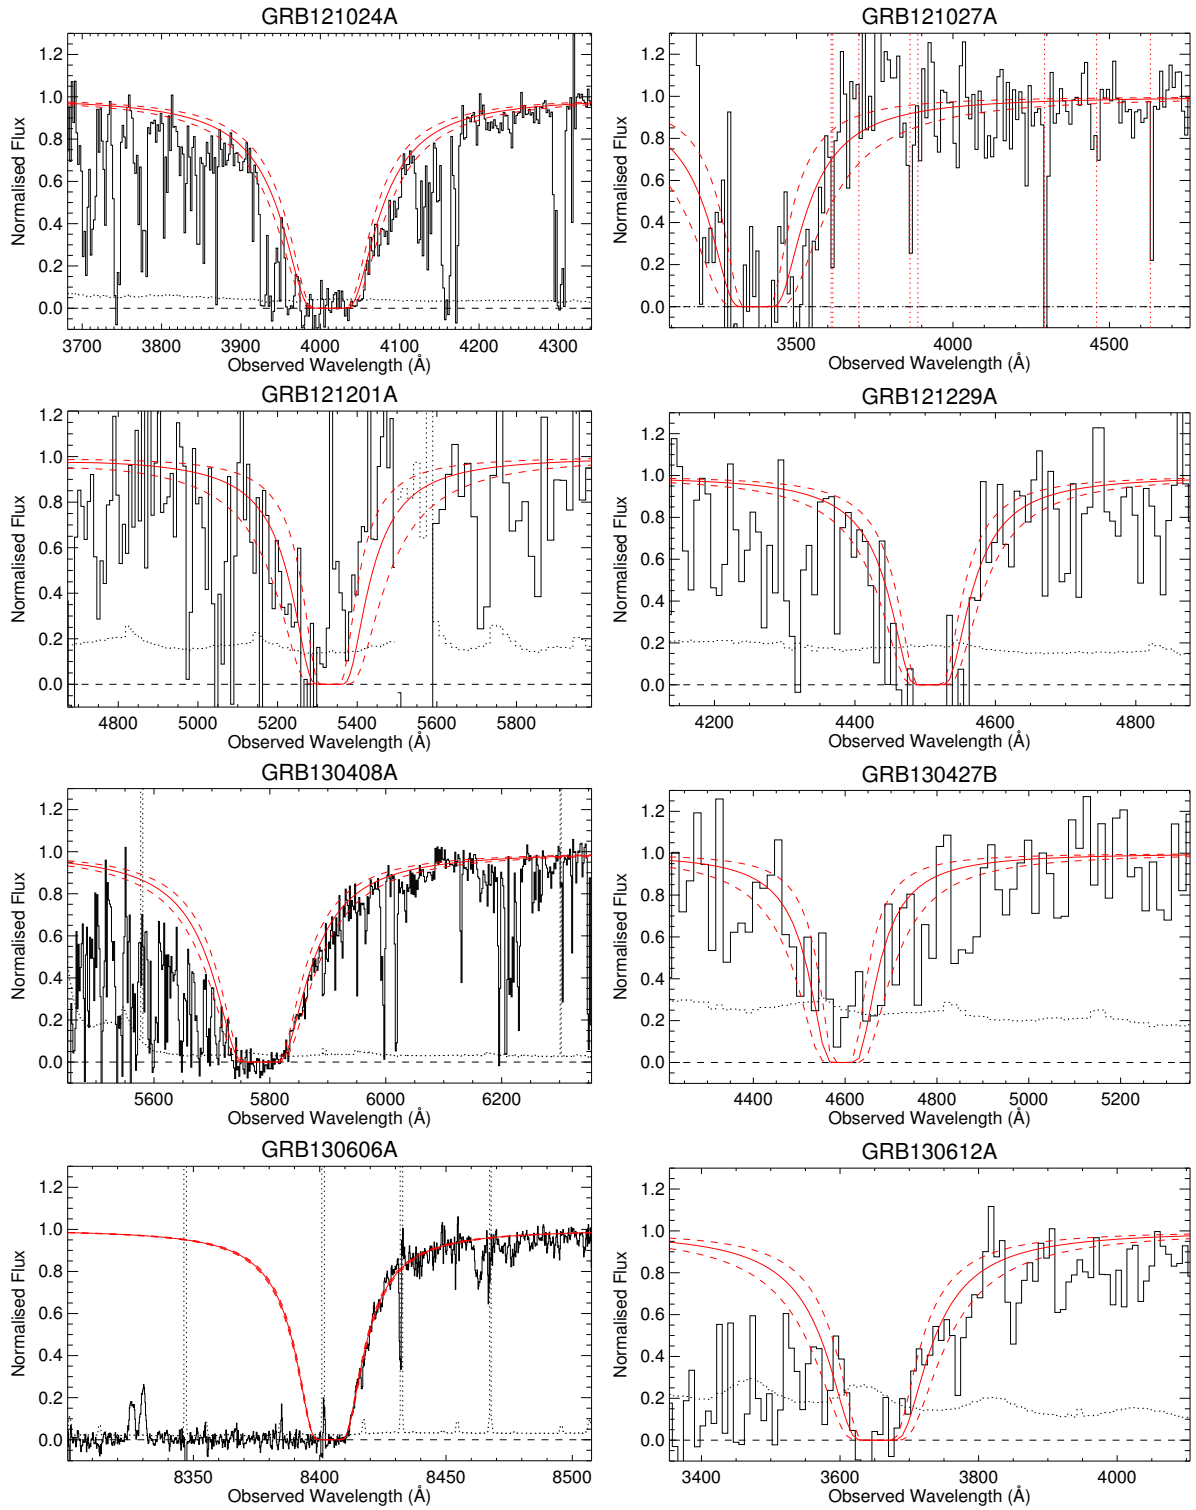 GRB121024A
Normalised Flux
1.2
1.0
0.8
0.6
0.4
0.2
0.0
3700 3800 3900 4000 4100 4200 4300
Observed Wavelength (Å)
GRB121027A
Normalised Flux
1.2
1.0
0.8
0.6
0.4
0.2
0.0
3500 4000 4500
Observed Wavelength (Å)
GRB121201A
Normalised Flux
1.2
1.0
0.8
0.6
0.4
0.2
0.0
4800 5000 5200 5400 5600 5800
Observed Wavelength (Å)
GRB121229A
Normalised Flux
1.2
1.0
0.8
0.6
0.4
0.2
0.0
4200 4400 4600 4800
Observed Wavelength (Å)
GRB130408A
Normalised Flux
1.2
1.0
0.8
0.6
0.4
0.2
0.0
5600 5800 6000 6200
Observed Wavelength (Å)
GRB130427B
Normalised Flux
1.2
1.0
0.8
0.6
0.4
0.2
0.0
4400 4600 4800 5000 5200
Observed Wavelength (Å)
GRB130606A
Normalised Flux
1.2
1.0
0.8
0.6
0.4
0.2
0.0
8350 8400 8450 8500
Observed Wavelength (Å)
GRB130612A
Normalised Flux
1.2
1.0
0.8
0.6
0.4
0.2
0.0
3400 3600 3800 4000
Observed Wavelength (Å)